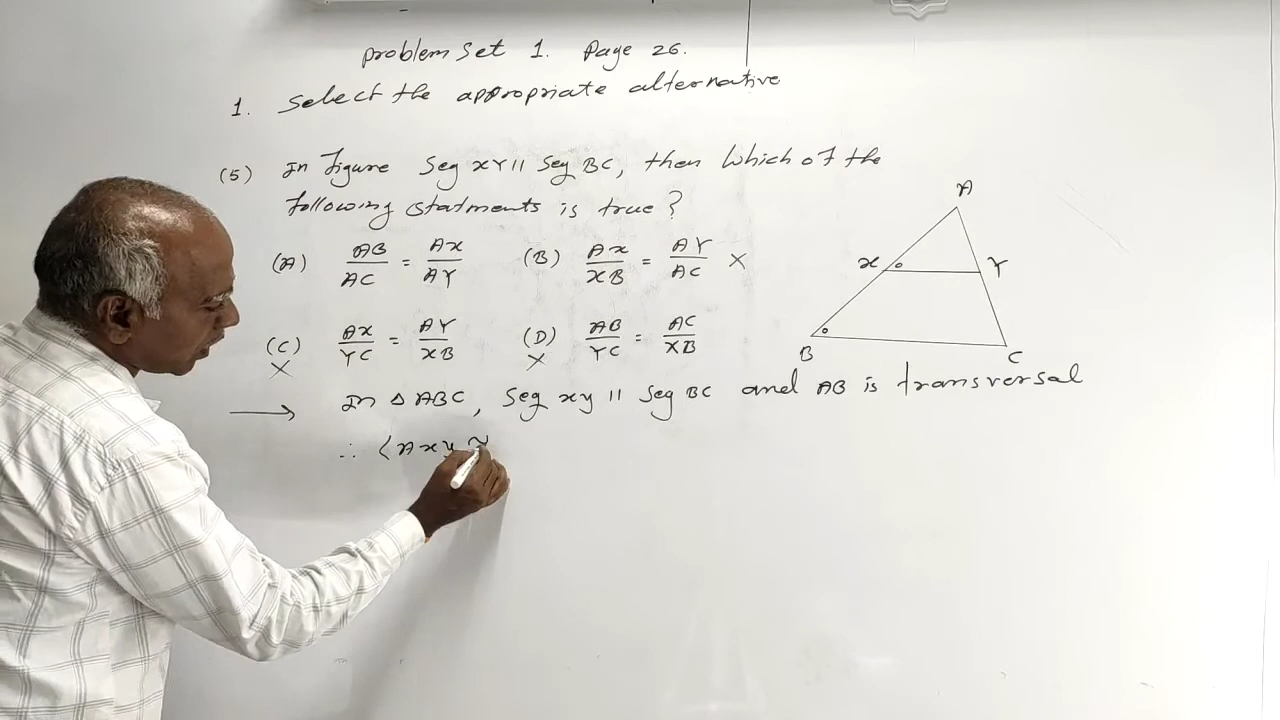 problem set 1. Page 26.
1. Select the appropriate alternative
(5) In figure seg XY || seg BC, then which of the
following statments is true?
(A) AB/AC = AX/AY (B) AX/XB = AY/AC X
(C) AX/YC = AY/XB (D) AB/YC = AC/XB
X X
→ In △ABC, seg xy || seg BC and AB is transversal
∴ ∠Axy ≅
A
X Y
B C